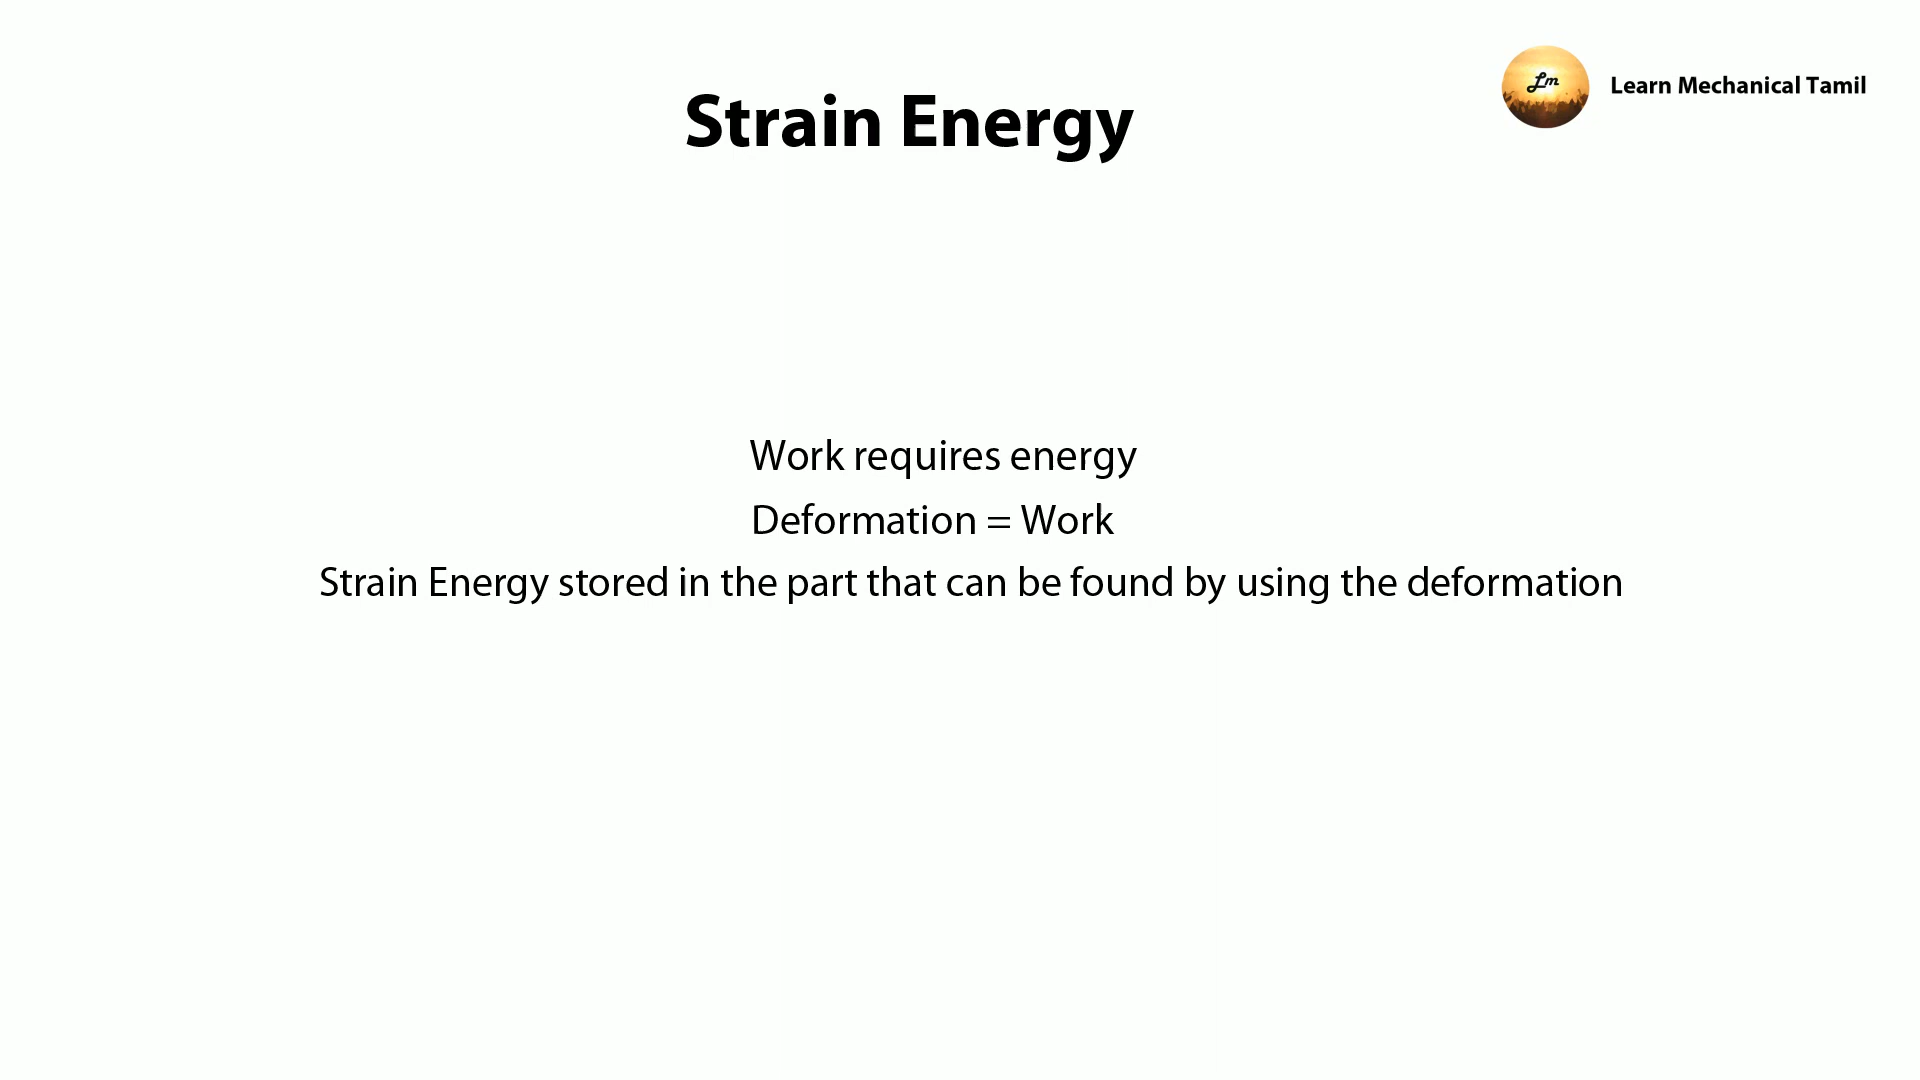 Lm
Learn Mechanical Tamil
Strain Energy
Work requires energy
Deformation = Work
Strain Energy stored in the part that can be found by using the deformation